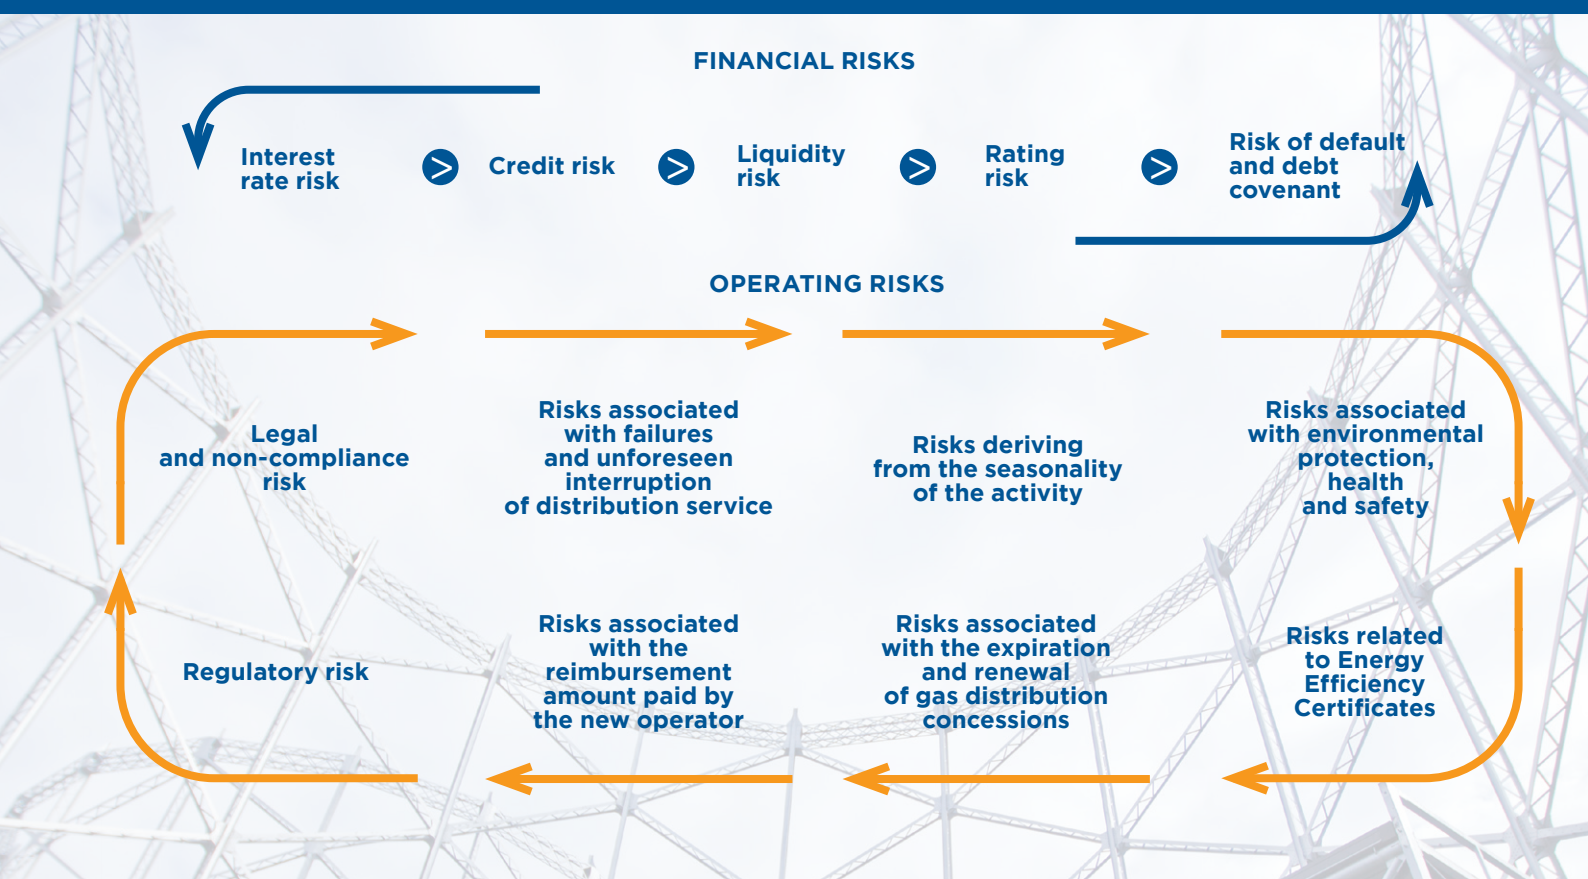 FINANCIAL RISKS
Interest
rate risk
>
Credit risk
>
Liquidity
risk
>
Rating
risk
>
Risk of default
and debt
covenant
OPERATING RISKS
Legal
and non-compliance
risk
Risks associated
with failures
and unforeseen
interruption
of distribution service
Risks deriving
from the seasonality
of the activity
Risks associated
with environmental
protection,
health
and safety
Regulatory risk
Risks associated
with the
reimbursement
amount paid by
the new operator
Risks associated
with the expiration
and renewal
of gas distribution
concessions
Risks related
to Energy
Efficiency
Certificates